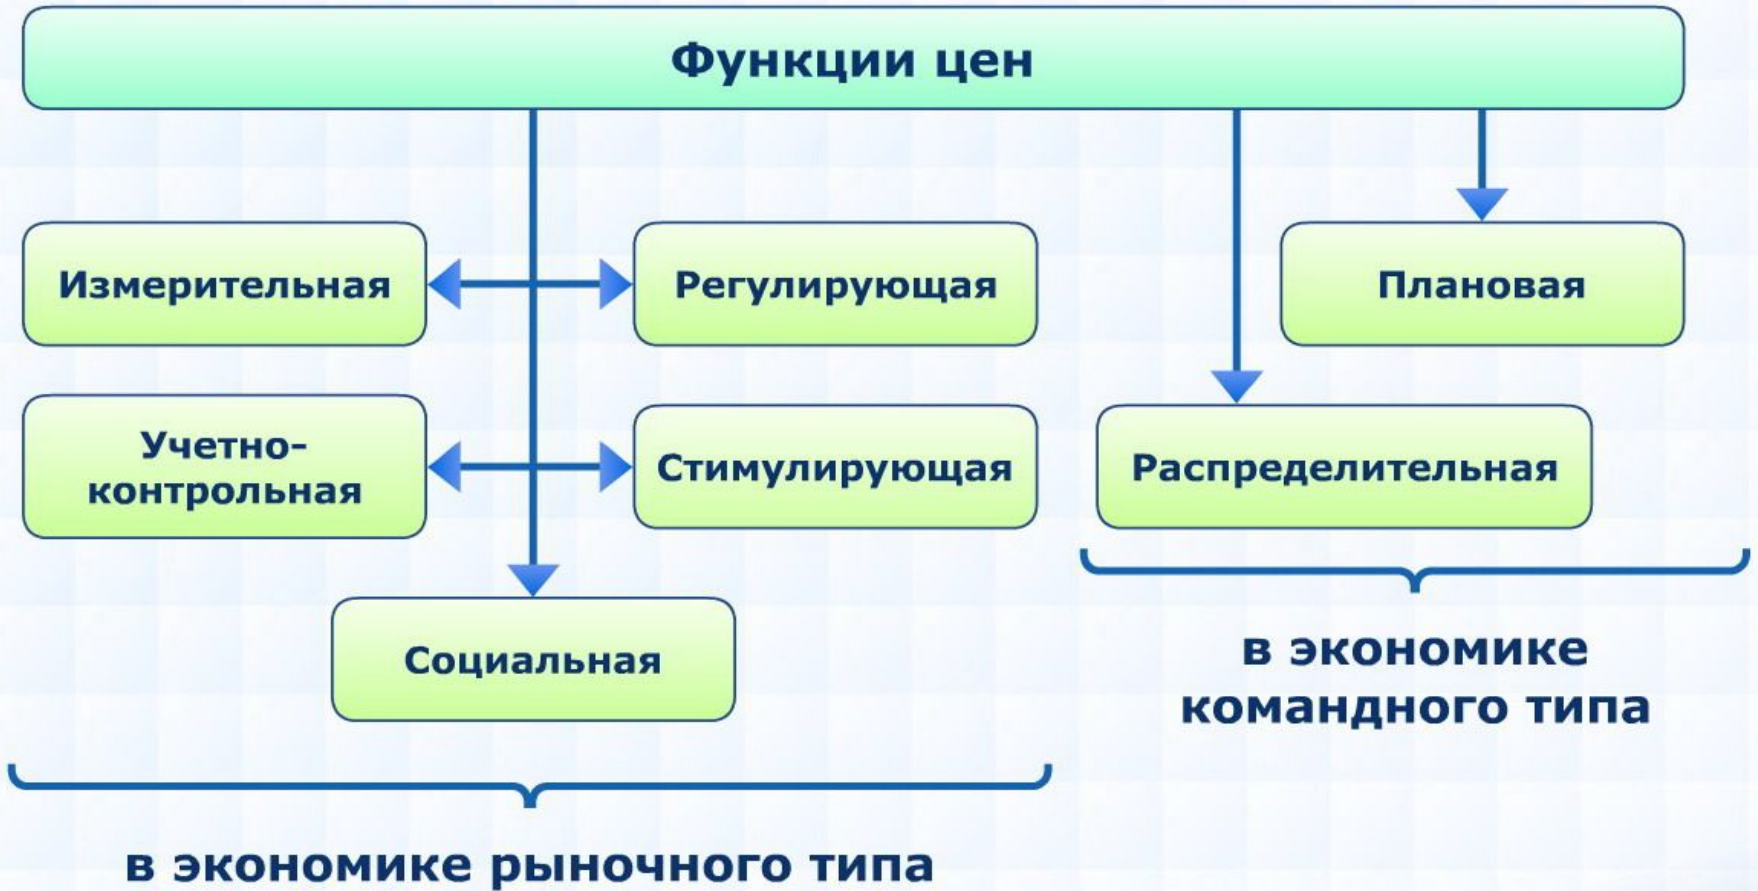 Функции цен
Измерительная
Регулирующая
Плановая
Учетно-
контрольная
Стимулирующая
Распределительная
Социальная
в экономике
командного типа
в экономике рыночного типа